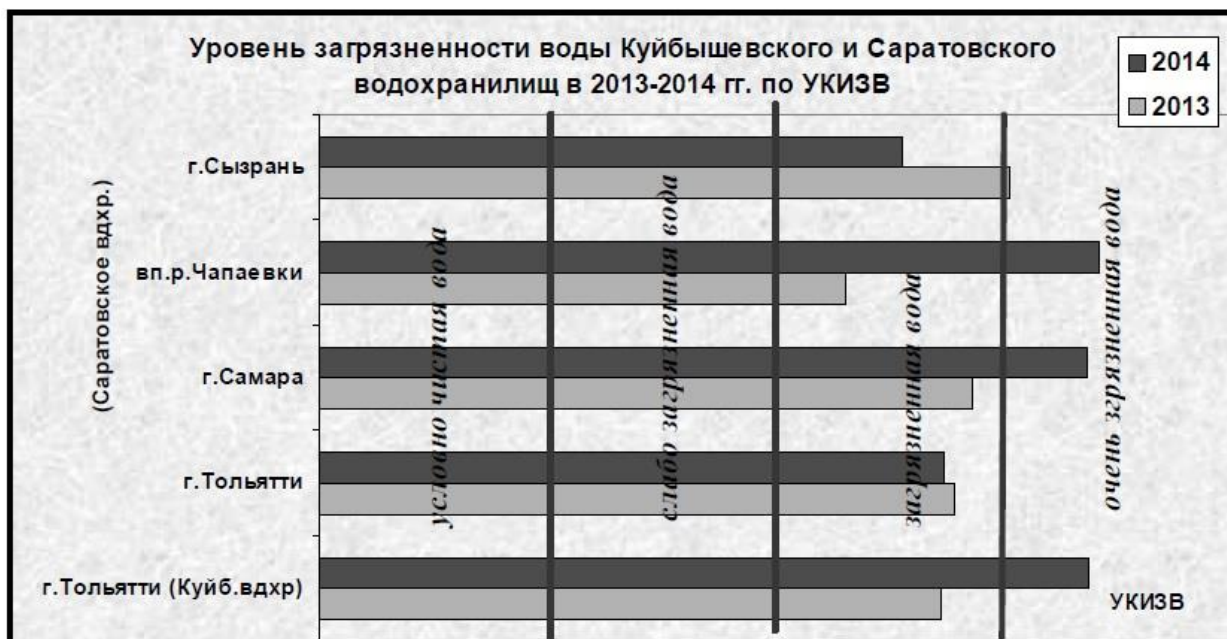 Уровень загрязненности воды Куйбышевского и Саратовского
водохранилищ в 2013-2014 гг. по УКИЗВ
2014
2013
(Саратовское вдхр.)
г.Сызрань
вп.р.Чапаевки
г.Самара
г.Тольятти
г.Тольятти (Куйб.вдхр)
условно чистая вода
слабо загрязненная вода
загрязненная вода
очень згрязненная вода
УКИЗВ